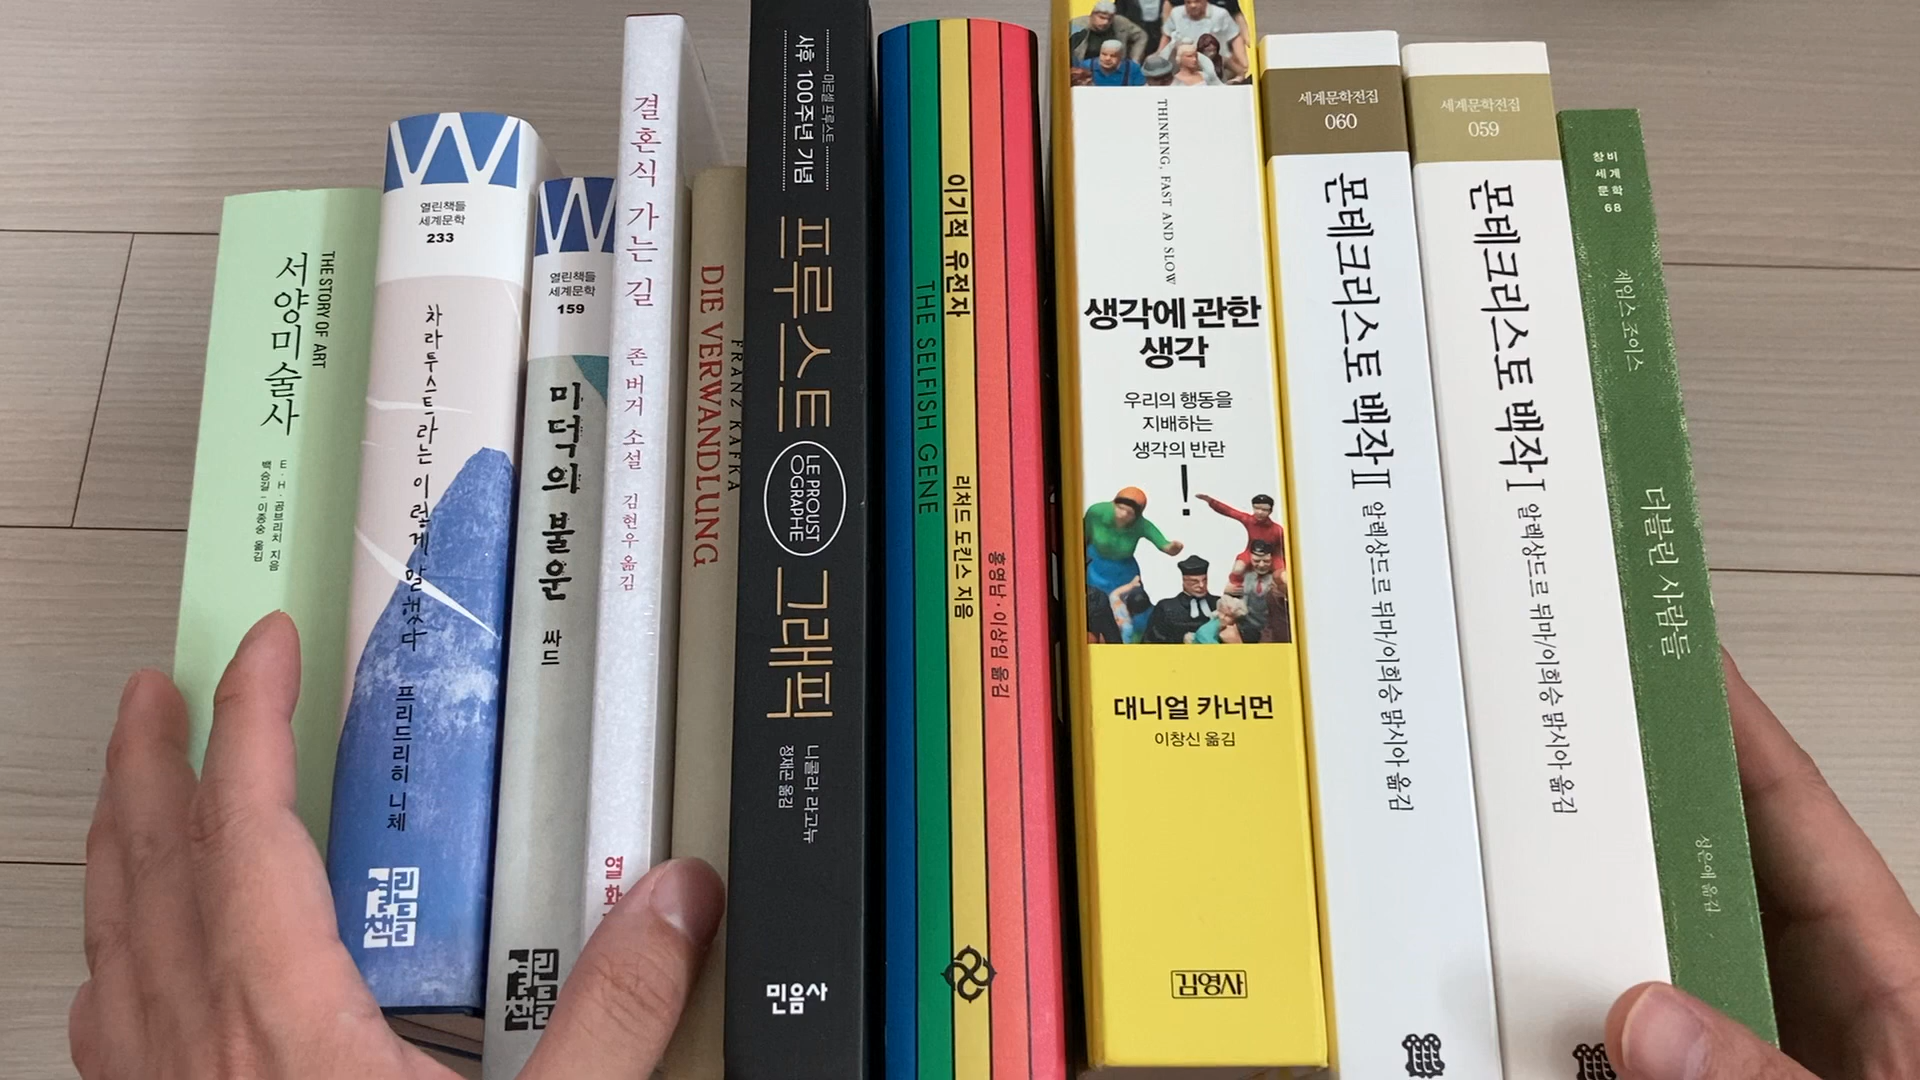 THE STORY OF ART
서양미술사
E·H·곰브리치 지음
백승길·이종숭 옮김
열린책들
세계문학
233
차라투스트라는 이렇게 말했다
프리드리히 니체
열린책들
열린책들
세계문학
159
미덕의 불운
싸드
열린책들
결혼식 가는 길
존 버거 소설
김현우 옮김
열화
FRANZ KAFKA
DIE VERWANDLUNG
마르셀 프루스트
사후 100주년 기념
프루스트
LE PROUST
OGRAPHE
그래픽
니콜라 라고뉴
정재곤 옮김
민음사
이기적 유전자
THE SELFISH GENE
리처드 도킨스 지음
홍영남·이상임 옮김
THINKING, FAST AND SLOW
생각에 관한
생각
우리의 행동을
지배하는
생각의 반란
!
대니얼 카너먼
이창신 옮김
김영사
세계문학전집
060
몬테크리스토 백작 II
알렉상드르 뒤마/이희승 맑시아 옮김
세계문학전집
059
몬테크리스토 백작 I
알렉상드르 뒤마/이희승 맑시아 옮김
창비
세계
문학
68
제임스 조이스
더블린 사람들
성은애 옮김